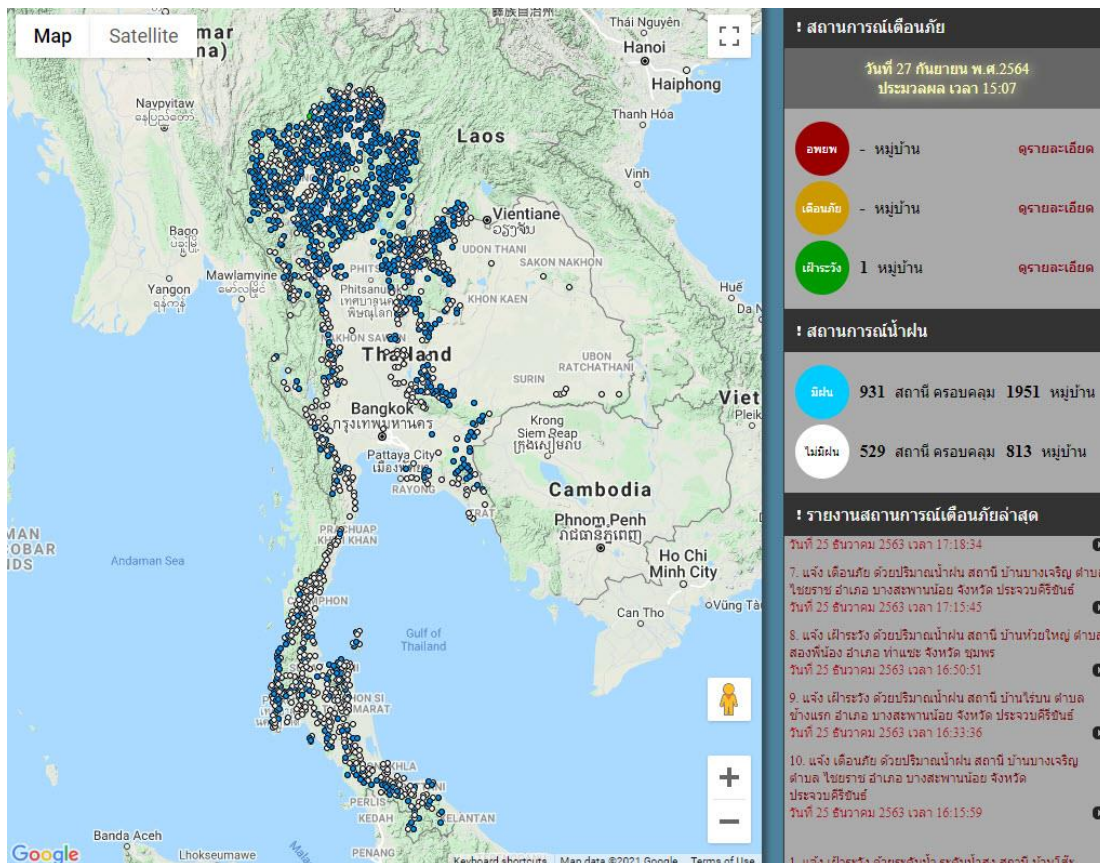 Map
Satellite
Thái Nguyên
Hanoi
Haiphong
Navpyitaw
Thanh Hóa
Laos
Vinh
Vientiane
ວຽງຈັນ
UDON THANI
SAKON NAKHON
Bago
Yangon
ရန်ကုန်
Mawlamyine
Phitsanulok
KHON KAEN
Huế
Thailand
UBON
RATCHATHANI
SURIN
Bangkok
กรุงเทพมหานคร
Pattaya City
RAYONG
Krong
Siem Reap
Cambodia
Phnom Penh
Ho Chi
Minh City
Can Tho
Vũng Tàu
Andaman Sea
Gulf of
Thailand
PERLIS
KEDAH
PENANG
Banda Aceh
Lhokseumawe
Google
Keyboard shortcuts
Map data ©2021 Google
Terms of Use
! สถานการณ์เตือนภัย
วันที่ 27 กันยายน พ.ศ.2564
ประมวลผล เวลา 15:07
อพยพ - หมู่บ้าน ดูรายละเอียด
เตือนภัย - หมู่บ้าน ดูรายละเอียด
เฝ้าระวัง 1 หมู่บ้าน ดูรายละเอียด
! สถานการณ์น้ำฝน
มีฝน 931 สถานี ครอบคลุม 1951 หมู่บ้าน
ไม่มีฝน 529 สถานี ครอบคลุม 813 หมู่บ้าน
! รายงานสถานการณ์เตือนภัยล่าสุด
วันที่ 25 ธันวาคม 2563 เวลา 17:18:34
7. แจ้ง เตือนภัย ด้วยปริมาณน้ำฝน สถานี บ้านบางเจริญ ตำบล
ไชยราช อำเภอ บางสะพานน้อย จังหวัด ประจวบคีรีขันธ์
วันที่ 25 ธันวาคม 2563 เวลา 17:15:45
8. แจ้ง เฝ้าระวัง ด้วยปริมาณน้ำฝน สถานี บ้านห้วยใหญ่ ตำบล
สองพี่น้อง อำเภอ ท่าแซะ จังหวัด ชุมพร
วันที่ 25 ธันวาคม 2563 เวลา 16:50:51
9. แจ้ง เฝ้าระวัง ด้วยปริมาณน้ำฝน สถานี บ้านไร่บน ตำบล
ช้างแรก อำเภอ บางสะพานน้อย จังหวัด ประจวบคีรีขันธ์
วันที่ 25 ธันวาคม 2563 เวลา 16:33:36
10. แจ้ง เตือนภัย ด้วยปริมาณน้ำฝน สถานี บ้านบางเจริญ
ตำบล ไชยราช อำเภอ บางสะพานน้อย จังหวัด
ประจวบคีรีขันธ์
วันที่ 25 ธันวาคม 2563 เวลา 16:15:59